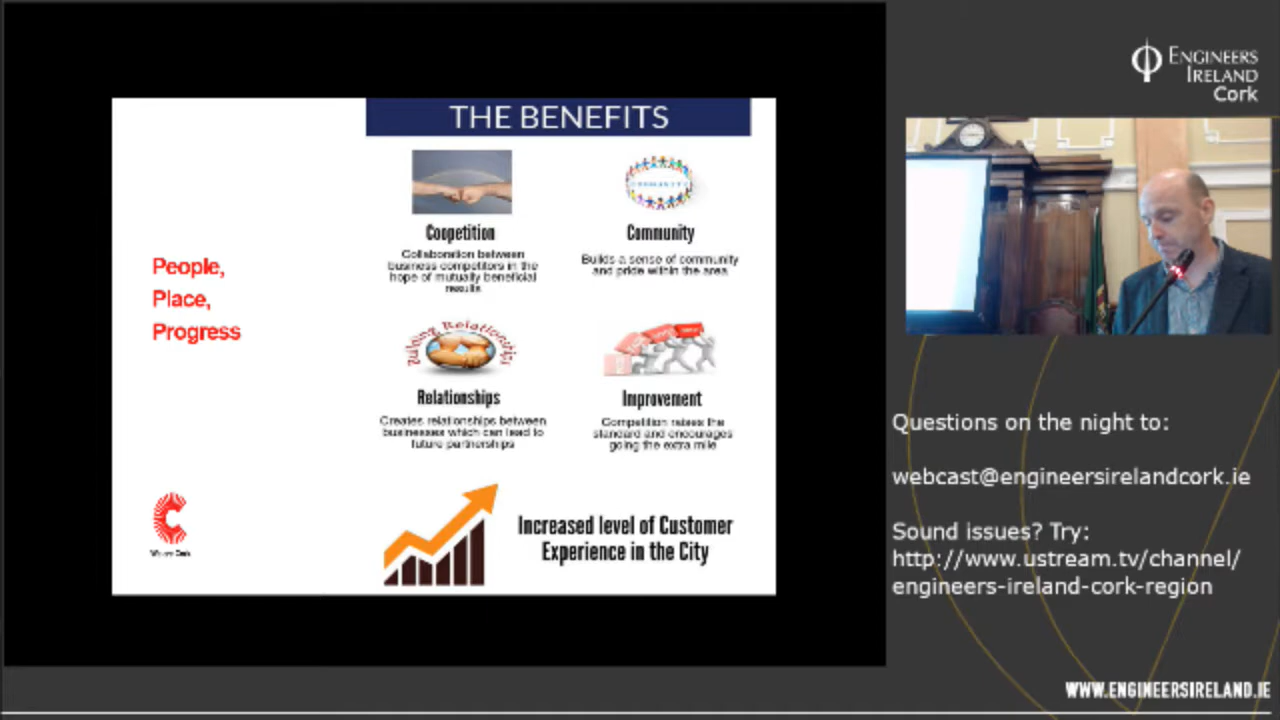 THE BENEFITS
People,
Place,
Progress
Coopetition
Collaboration between
business competitors in the
hope of mutually beneficial
results
COMMUNITY
Community
Builds a sense of community
and pride within the area
Relationships
Creates relationships between
businesses which can lead to
future partnerships
Improvement
Competition raises the
standard and encourages
going the extra mile
Increased level of Customer
Experience in the City
ENGINEERS
IRELAND
Cork
Questions on the night to:
webcast@engineersirelandcork.ie
Sound issues? Try:
http://www.ustream.tv/channel/
engineers-ireland-cork-region
WWW.ENGINEERSIRELAND.IE